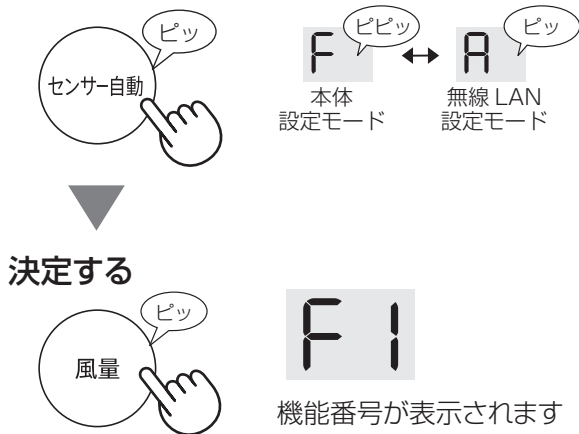 ピッ
センサー自動
F
ピピッ
A
ピッ
本体
設定モード
無線 LAN
設定モード
決定する
ピッ
風量
F1
機能番号が表示されます